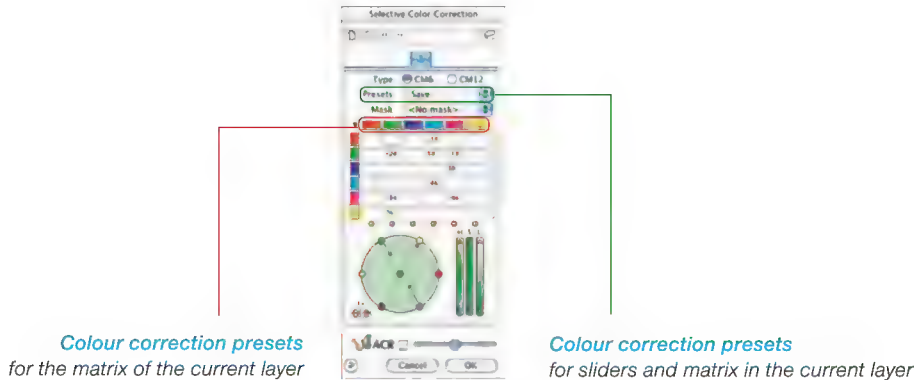 Selective Color Correction
Type CM6 CM12
Presets Save
Mask <No mask>
ACR
Cancel OK
Colour correction presets
for the matrix of the current layer
Colour correction presets
for sliders and matrix in the current layer